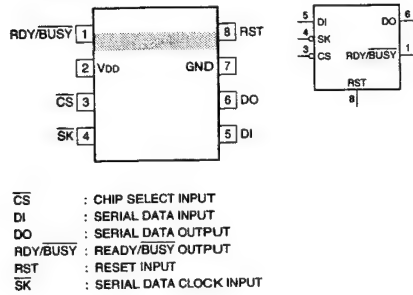 RDY/BUSY 1
8 RST
2 VDD
GND 7
CS 3
6 DO
SK 4
5 DI
5 DI
DO 6
4 SK
3 CS
RDY/BUSY 1
RST
8
CS : CHIP SELECT INPUT
DI : SERIAL DATA INPUT
DO : SERIAL DATA OUTPUT
RDY/BUSY : READY/BUSY OUTPUT
RST : RESET INPUT
SK : SERIAL DATA CLOCK INPUT